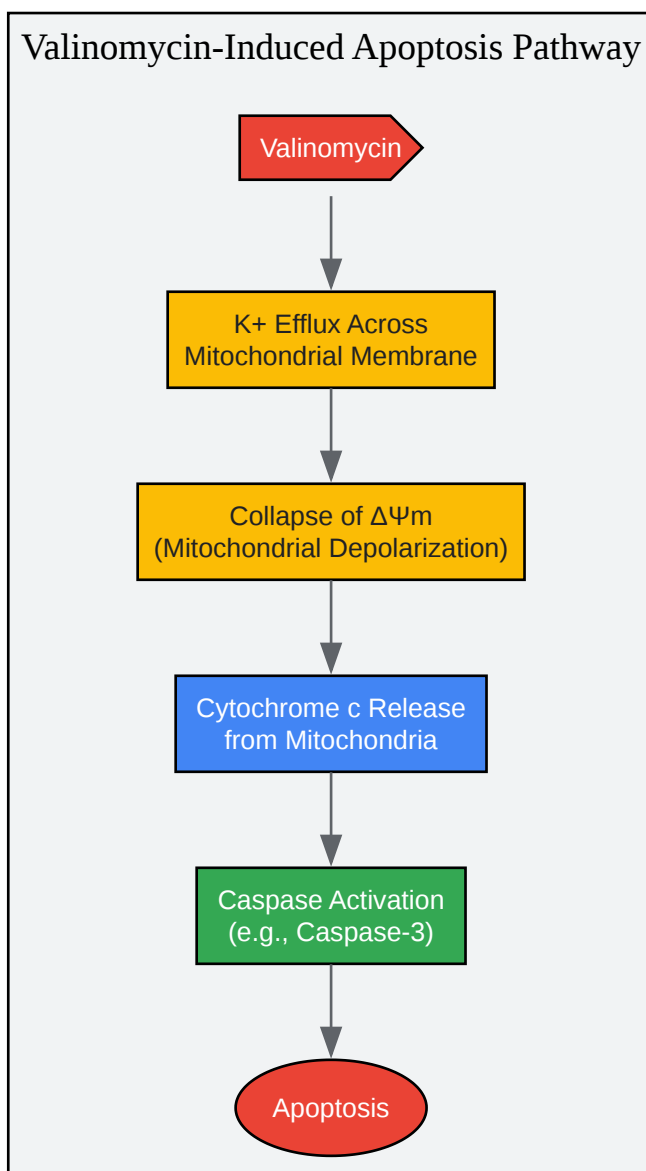 Valinomycin-Induced Apoptosis Pathway
Valinomycin
K+ Efflux Across
Mitochondrial Membrane
Collapse of ΔΨm
(Mitochondrial Depolarization)
Cytochrome c Release
from Mitochondria
Caspase Activation
(e.g., Caspase-3)
Apoptosis